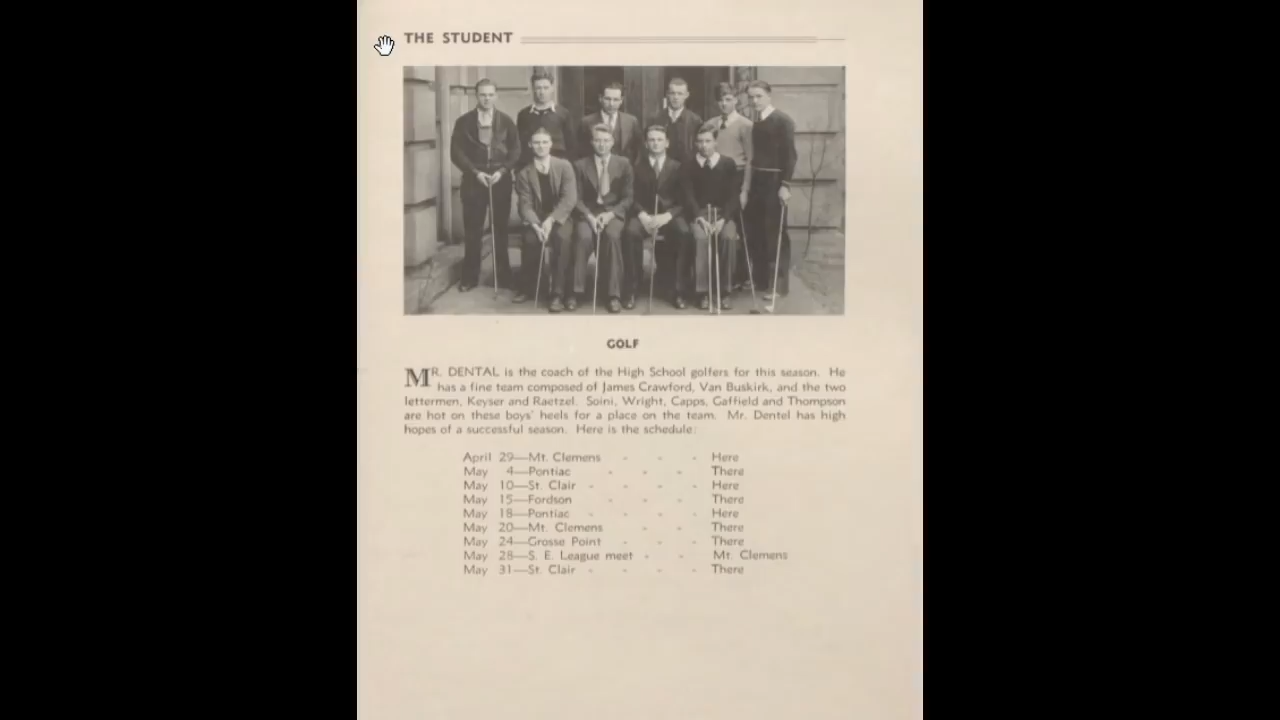 THE STUDENT
GOLF
MR. DENTAL is the coach of the High School golfers for this season. He
has a fine team composed of James Crawford, Van Buskirk, and the two
lettermen, Keyser and Raetzel. Soini, Wright, Capps, Gaffield and Thompson
are hot on these boys' heels for a place on the team. Mr. Dentel has high
hopes of a successful season. Here is the schedule:
April 29—Mt. Clemens - - - Here
May 4—Pontiac - - - There
May 10—St. Clair - - - - Here
May 15—Fordson - - - There
May 18—Pontiac - - - Here
May 20—Mt. Clemens - - There
May 24—Grosse Point - - - There
May 28—S. E. League meet - - Mt. Clemens
May 31—St. Clair - - - - There